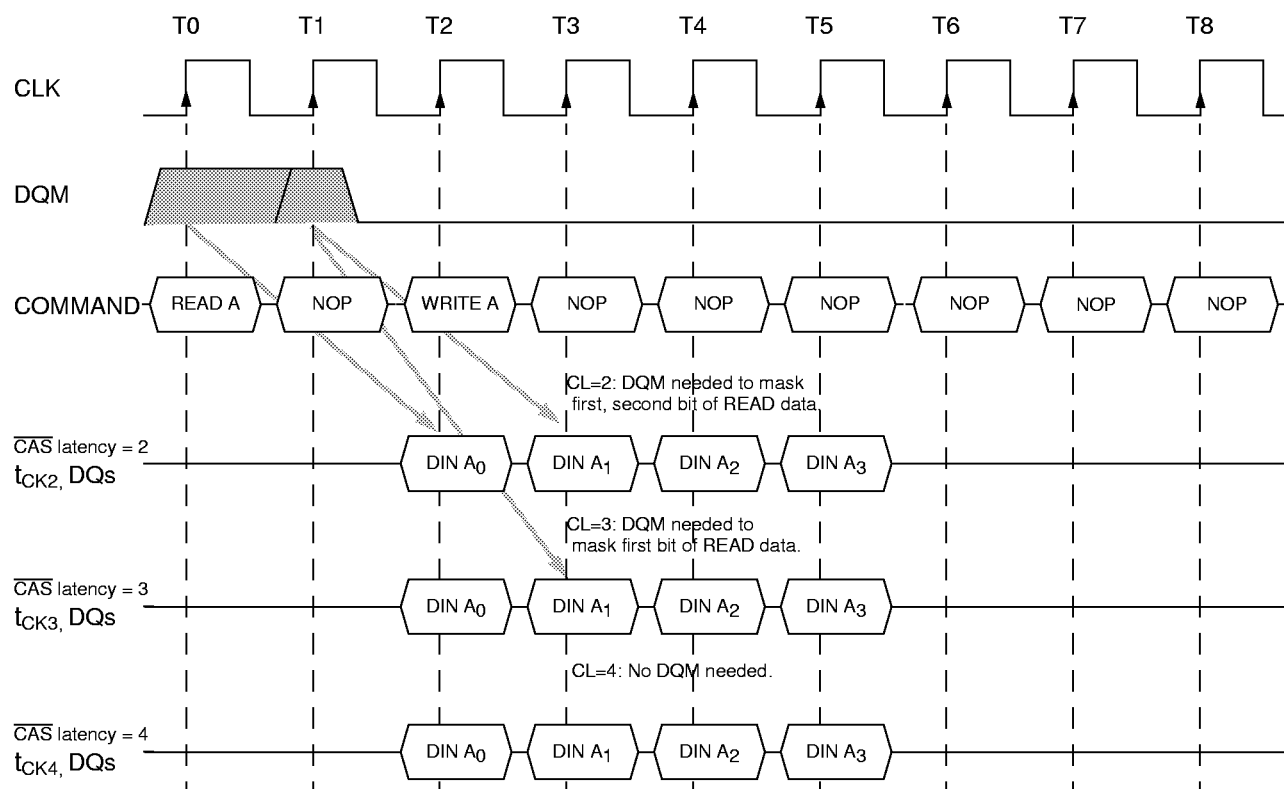 T0 T1 T2 T3 T4 T5 T6 T7 T8
CLK
DQM
COMMAND READ A NOP WRITE A NOP NOP NOP NOP NOP NOP
CL=2: DQM needed to mask
first, second bit of READ data.
CAS latency = 2
tCK2, DQs DIN A0 DIN A1 DIN A2 DIN A3
CL=3: DQM needed to
mask first bit of READ data.
CAS latency = 3
tCK3, DQs DIN A0 DIN A1 DIN A2 DIN A3
CL=4: No DQM needed.
CAS latency = 4
tCK4, DQs DIN A0 DIN A1 DIN A2 DIN A3